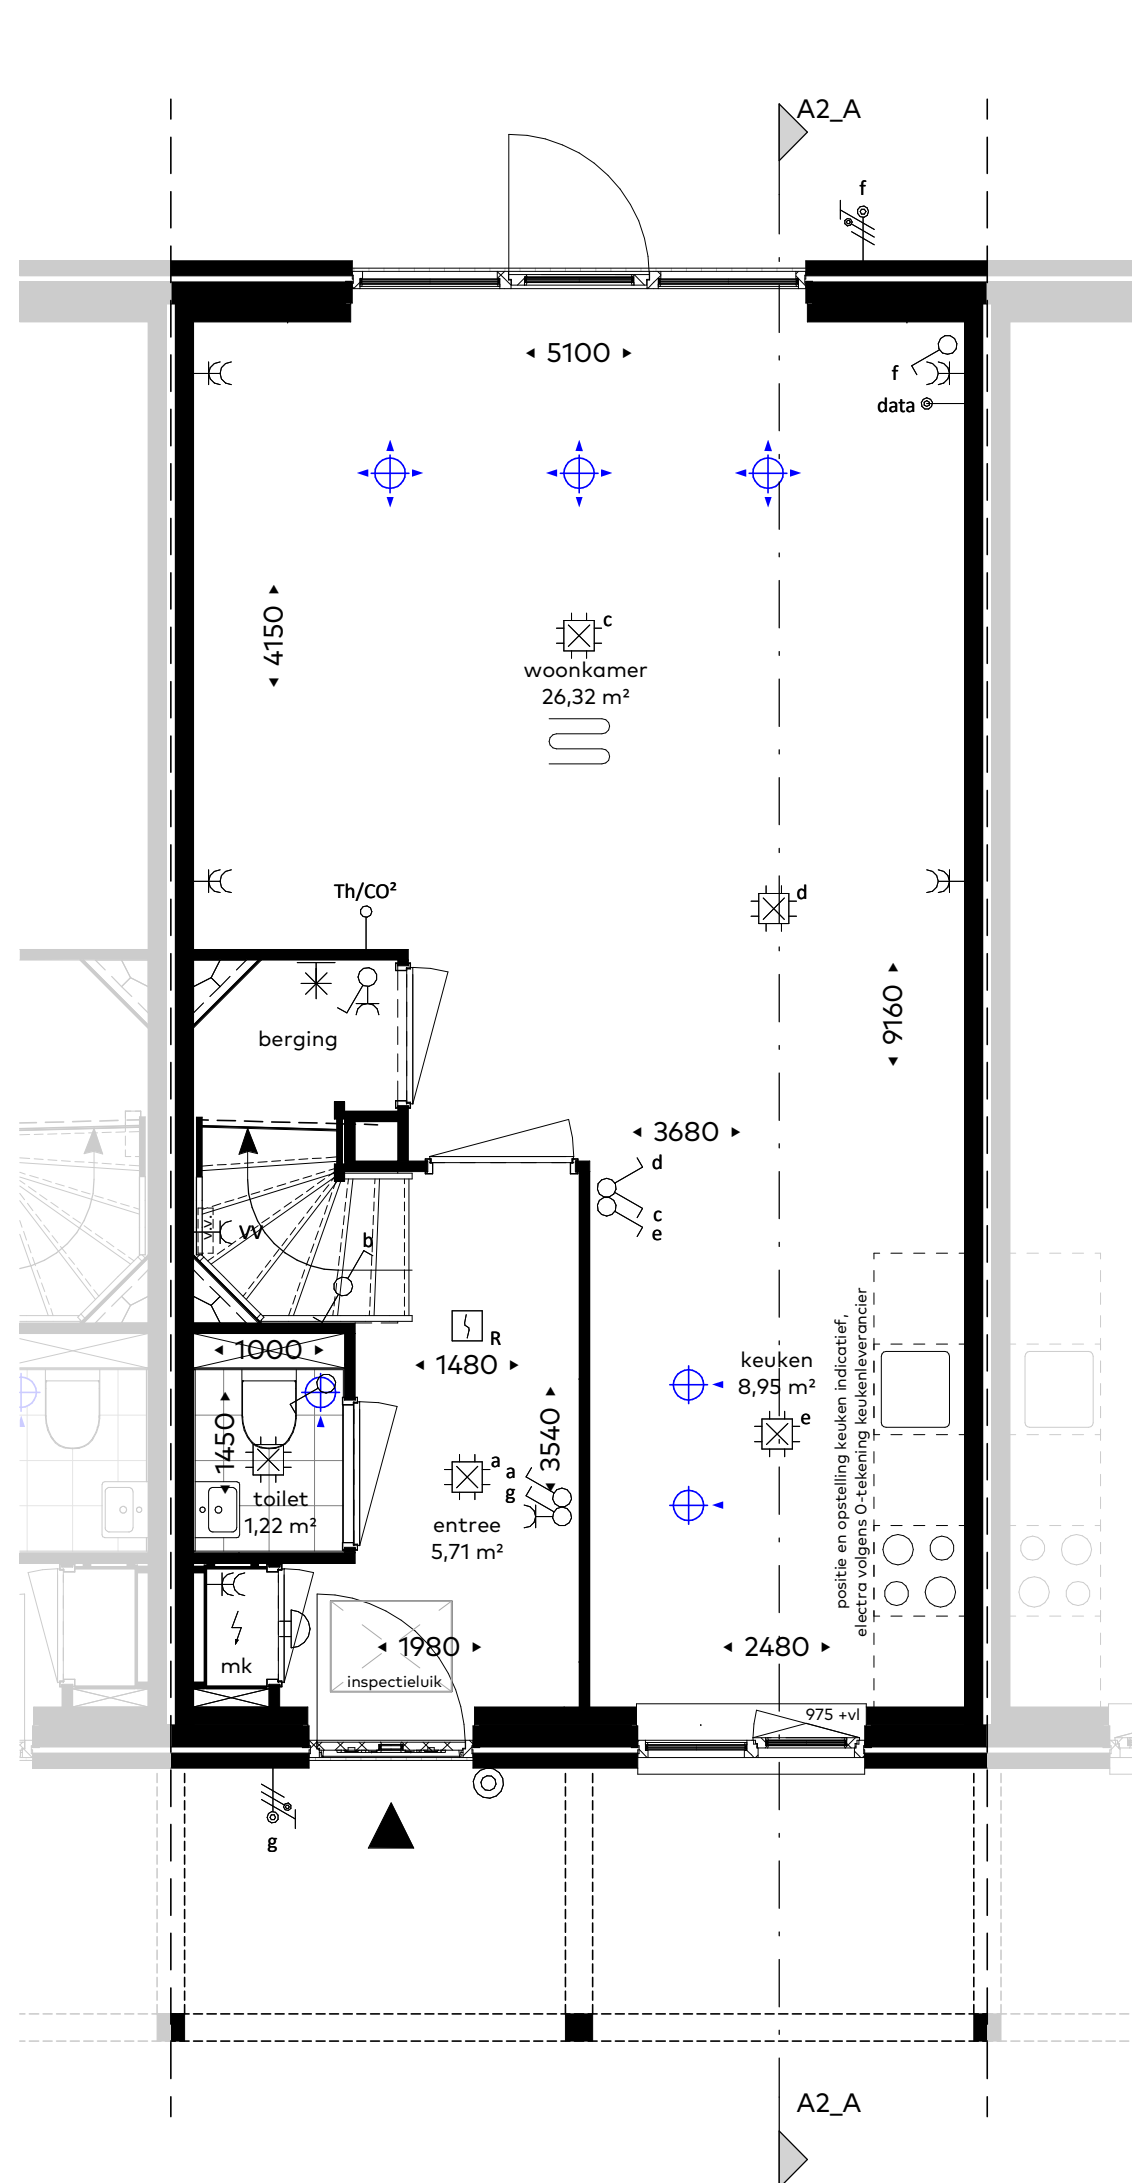 A2_A
f
5100
f
data
4150
c
woonkamer
26,32 m²
Th/CO²
d
berging
9160
3680
d
c
e
VV
V.V.
b
R
1000
1480
keuken
8,95 m²
e
positie en opstelling keuken indicatief,
electra volgens 0-tekening keukenleverancier
1450
3540
a
a
g
toilet
1,22 m²
entree
5,71 m²
mk
1980
inspectieluik
2480
975 +vl
g
A2_A